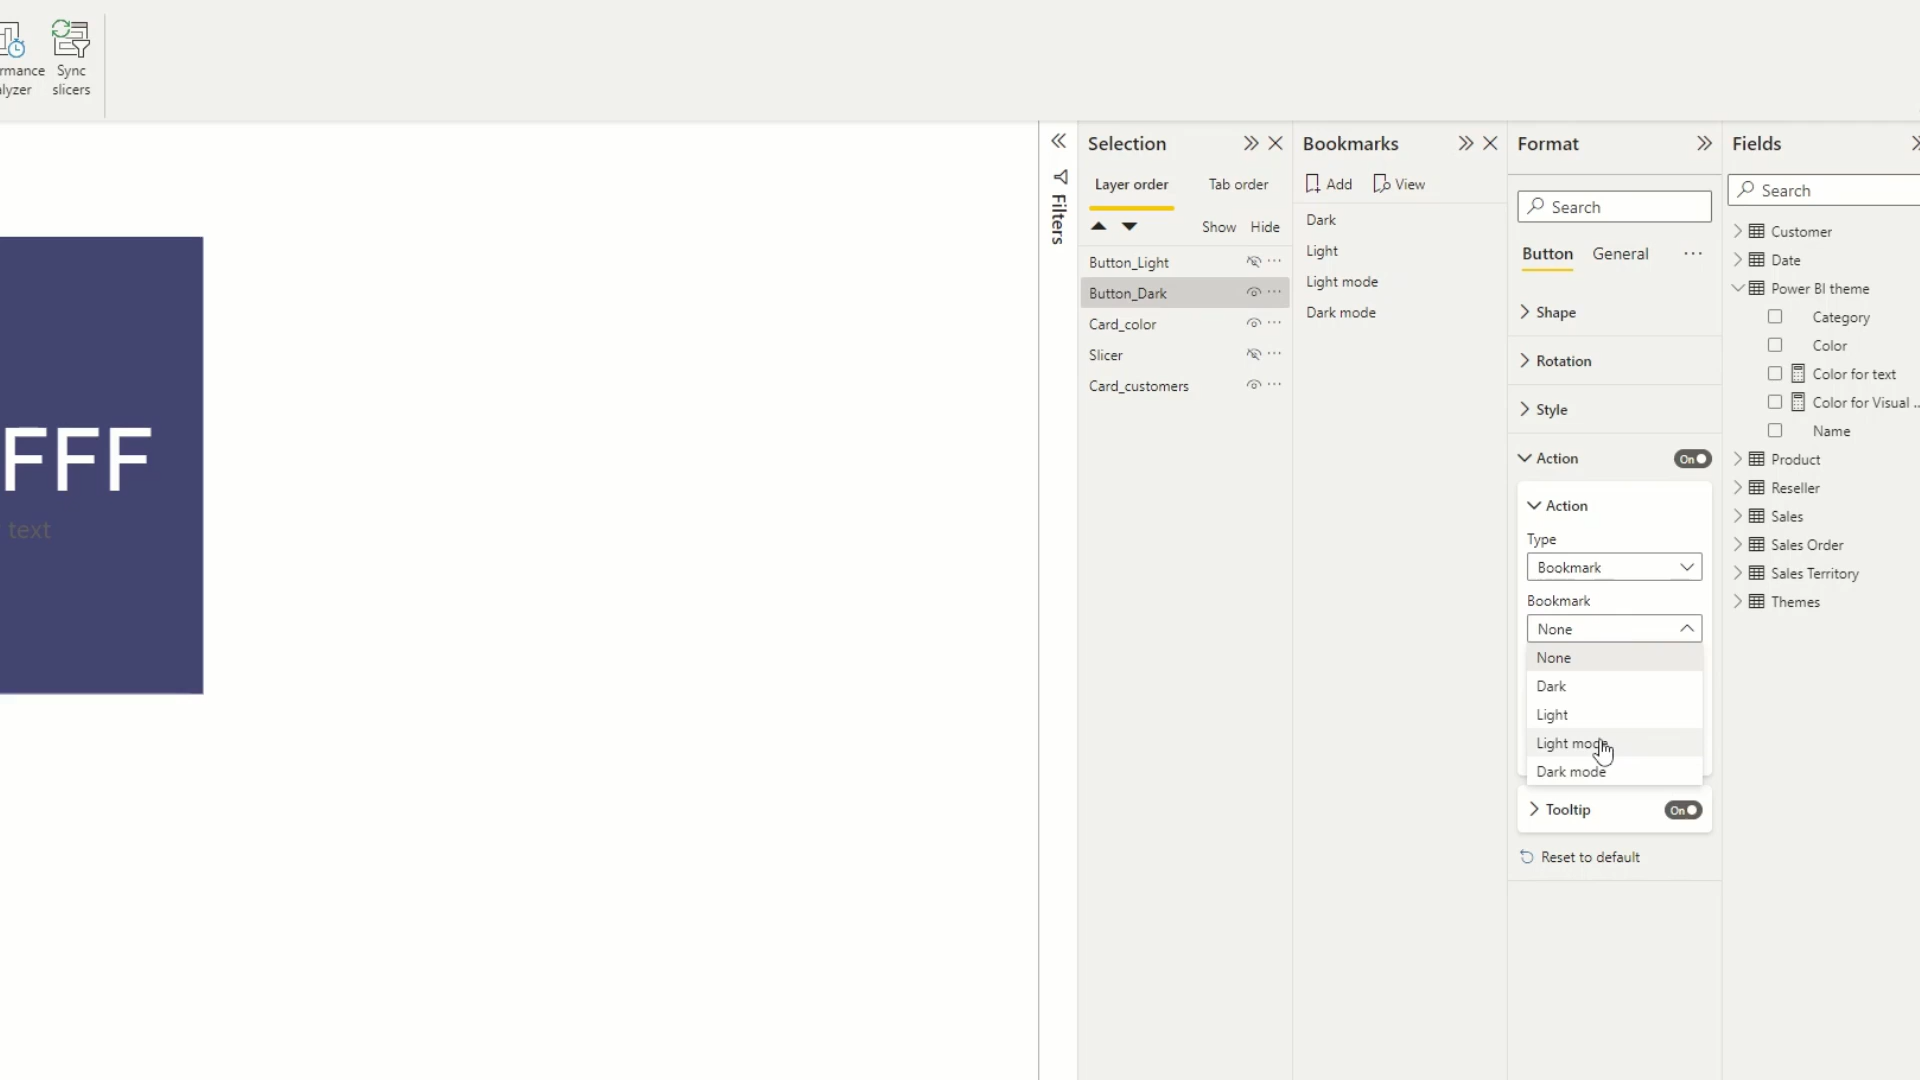 rmance
alyzer
Sync
slicers
FFF
text
Filters
Selection
Layer order
Tab order
Show
Hide
Button_Light
Button_Dark
Card_color
Slicer
Card_customers
Bookmarks
Add
View
Dark
Light
Light mode
Dark mode
Format
Search
Button
General
Shape
Rotation
Style
Action
On
Action
Type
Bookmark
Bookmark
None
None
Dark
Light
Light mode
Dark mode
Tooltip
On
Reset to default
Fields
Search
Customer
Date
Power BI theme
Category
Color
Color for text
Color for Visual ...
Name
Product
Reseller
Sales
Sales Order
Sales Territory
Themes